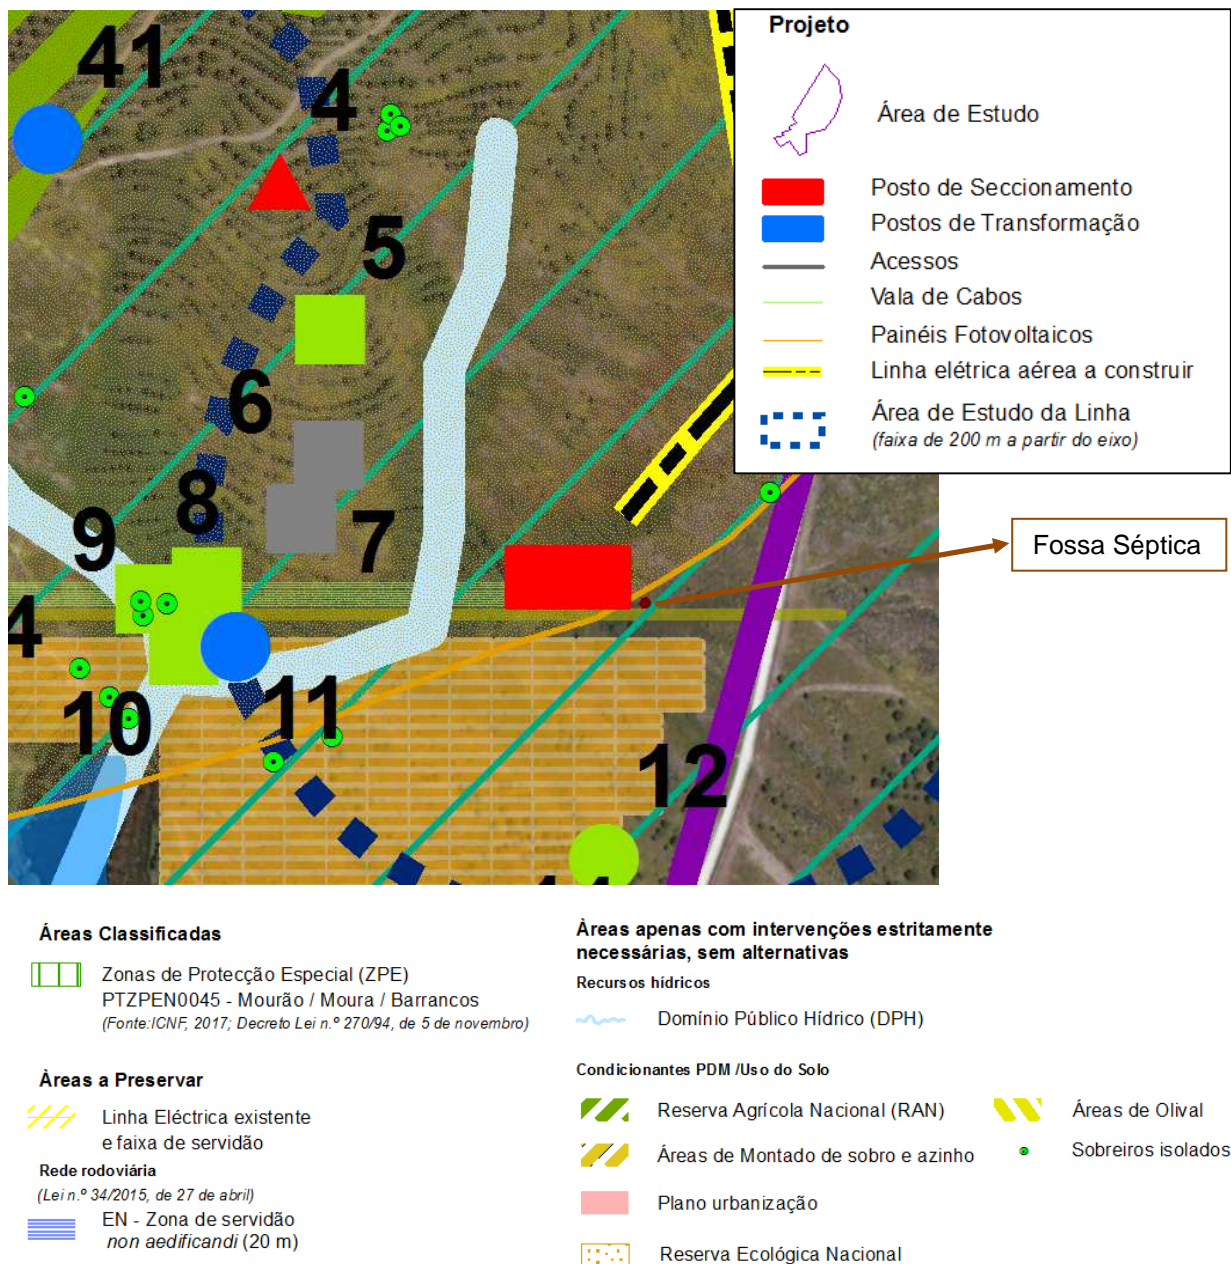 41
4
5
6
8
9
7
4
10
11
12
Projeto
Área de Estudo
Posto de Seccionamento
Postos de Transformação
Acessos
Vala de Cabos
Painéis Fotovoltaicos
Linha elétrica aérea a construir
Área de Estudo da Linha
(faixa de 200 m a partir do eixo)
Fossa Séptica
Áreas Classificadas
Zonas de Protecção Especial (ZPE)
PTZPEN0045 - Mourão / Moura / Barrancos
(Fonte:ICNF, 2017; Decreto Lei n.º 270/94, de 5 de novembro)
Àreas a Preservar
Linha Eléctrica existente
e faixa de servidão
Rede rodoviária
(Lei n.º 34/2015, de 27 de abril)
EN - Zona de servidão
non aedificandi (20 m)
Àreas apenas com intervenções estritamente
necessárias, sem alternativas
Recursos hídricos
Domínio Público Hídrico (DPH)
Condicionantes PDM /Uso do Solo
Reserva Agrícola Nacional (RAN)
Áreas de Olival
Áreas de Montado de sobro e azinho
Sobreiros isolados
Plano urbanização
Reserva Ecológica Nacional